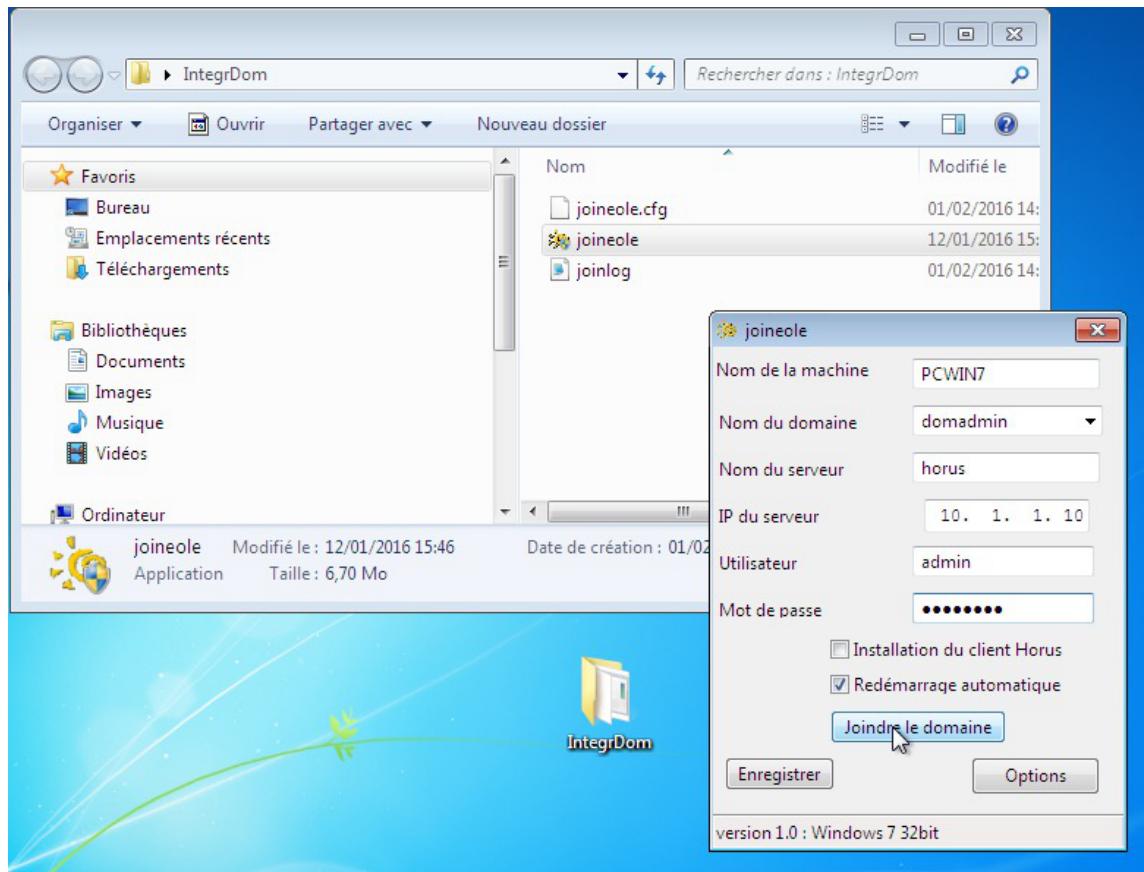 IntegrDom
Rechercher dans : IntegrDom
Organiser
Ouvrir
Partager avec
Nouveau dossier
Favoris
Bureau
Emplacements récents
Téléchargements
Bibliothèques
Documents
Images
Musique
Vidéos
Ordinateur
Nom
Modifié le
joineole.cfg
01/02/2016 14:
joineole
12/01/2016 15:
joinlog
01/02/2016 14:
joineole Modifié le : 12/01/2016 15:46 Date de création : 01/02
Application Taille : 6,70 Mo
IntegrDom
joineole
Nom de la machine PCWIN7
Nom du domaine domadmin
Nom du serveur horus
IP du serveur 10. 1. 1. 10
Utilisateur admin
Mot de passe ••••••••
Installation du client Horus
Redémarrage automatique
Joindre le domaine
Enregistrer
Options
version 1.0 : Windows 7 32bit